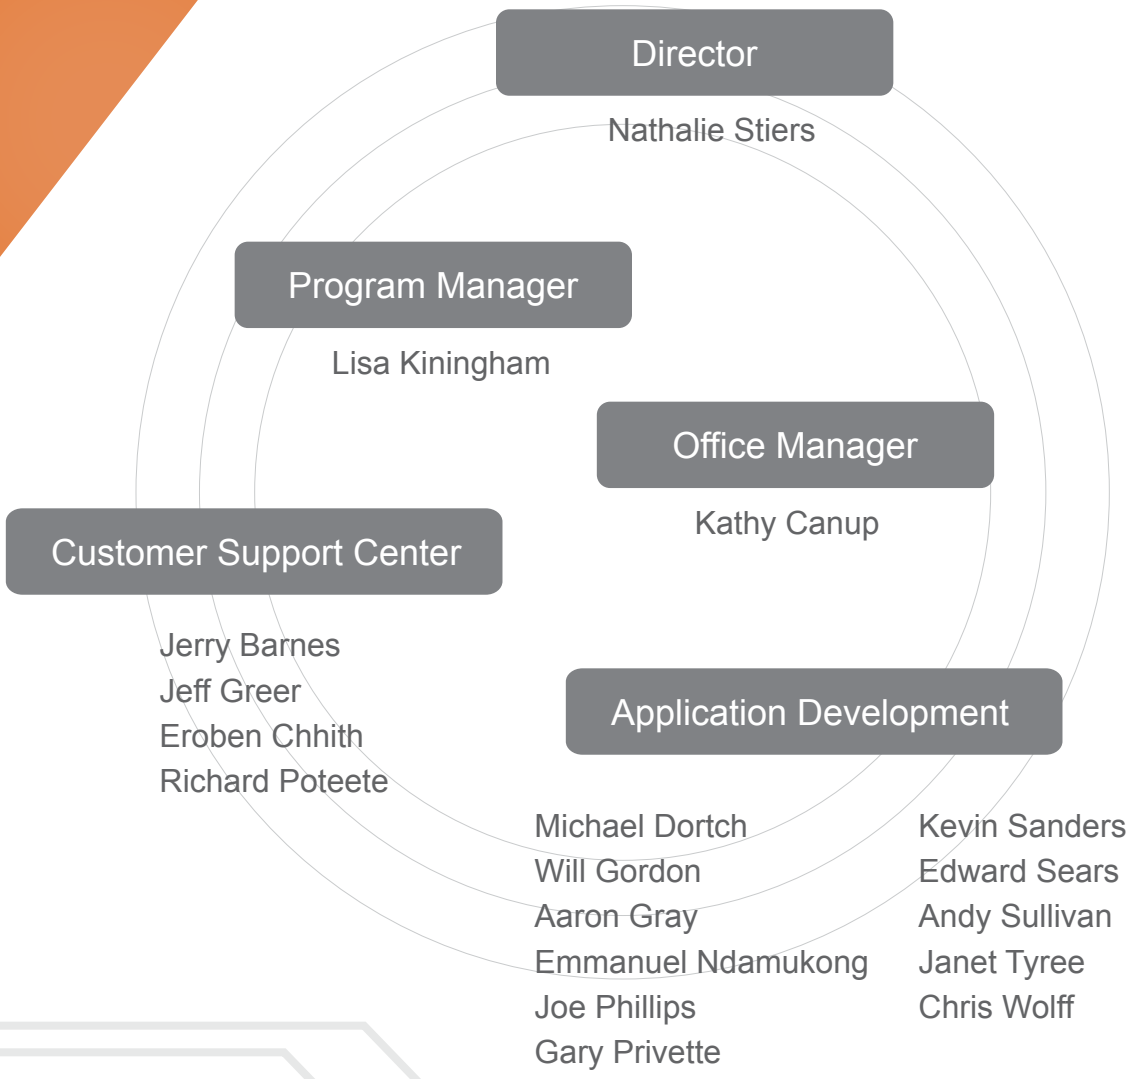 Director
Nathalie Stiers
Program Manager
Lisa Kiningham
Office Manager
Kathy Canup
Customer Support Center
Jerry Barnes
Jeff Greer
Eroben Chhith
Richard Poteete
Application Development
Michael Dortch
Will Gordon
Aaron Gray
Emmanuel Ndamukong
Joe Phillips
Gary Privette
Kevin Sanders
Edward Sears
Andy Sullivan
Janet Tyree
Chris Wolff